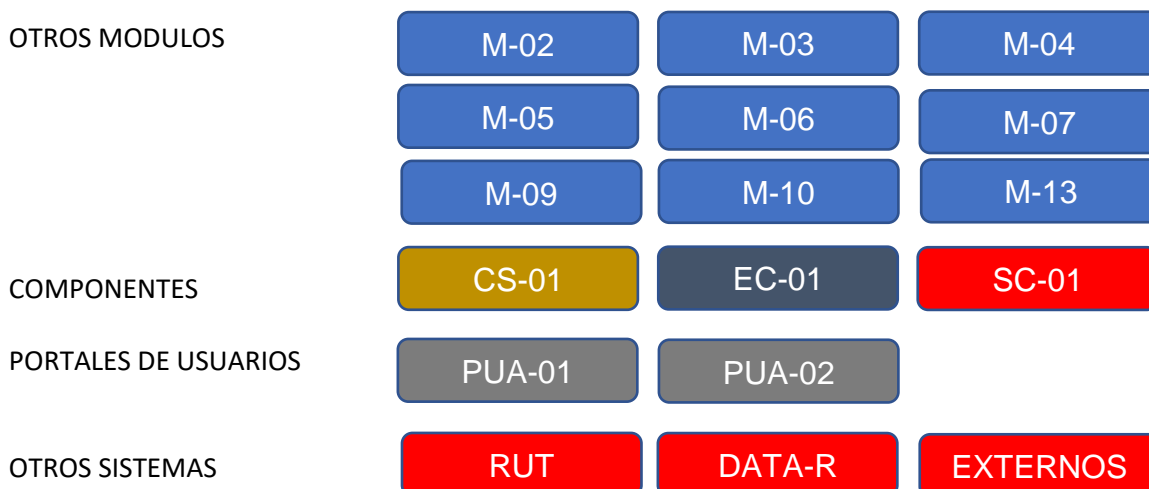 OTROS MODULOS M-02 M-03 M-04
M-05 M-06 M-07
M-09 M-10 M-13
COMPONENTES CS-01 EC-01 SC-01
PORTALES DE USUARIOS PUA-01 PUA-02
OTROS SISTEMAS RUT DATA-R EXTERNOS